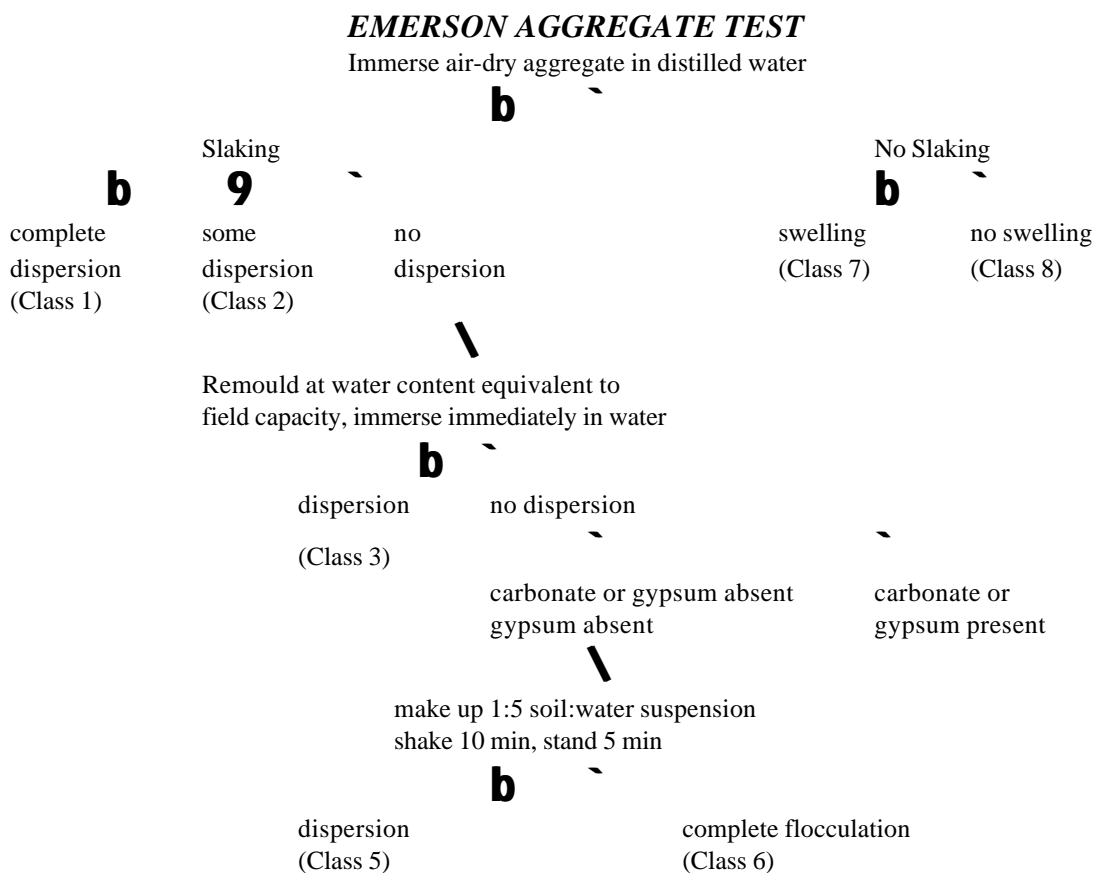 EMERSON AGGREGATE TEST
Immerse air-dry aggregate in distilled water
b `
Slaking No Slaking
b 9 ` b `
complete some no swelling no swelling
dispersion dispersion dispersion (Class 7) (Class 8)
(Class 1) (Class 2)
\
Remould at water content equivalent to
field capacity, immerse immediately in water
b `
dispersion no dispersion
` `
(Class 3)
carbonate or gypsum absent carbonate or
gypsum absent gypsum present
\
make up 1:5 soil:water suspension
shake 10 min, stand 5 min
b `
dispersion complete flocculation
(Class 5) (Class 6)